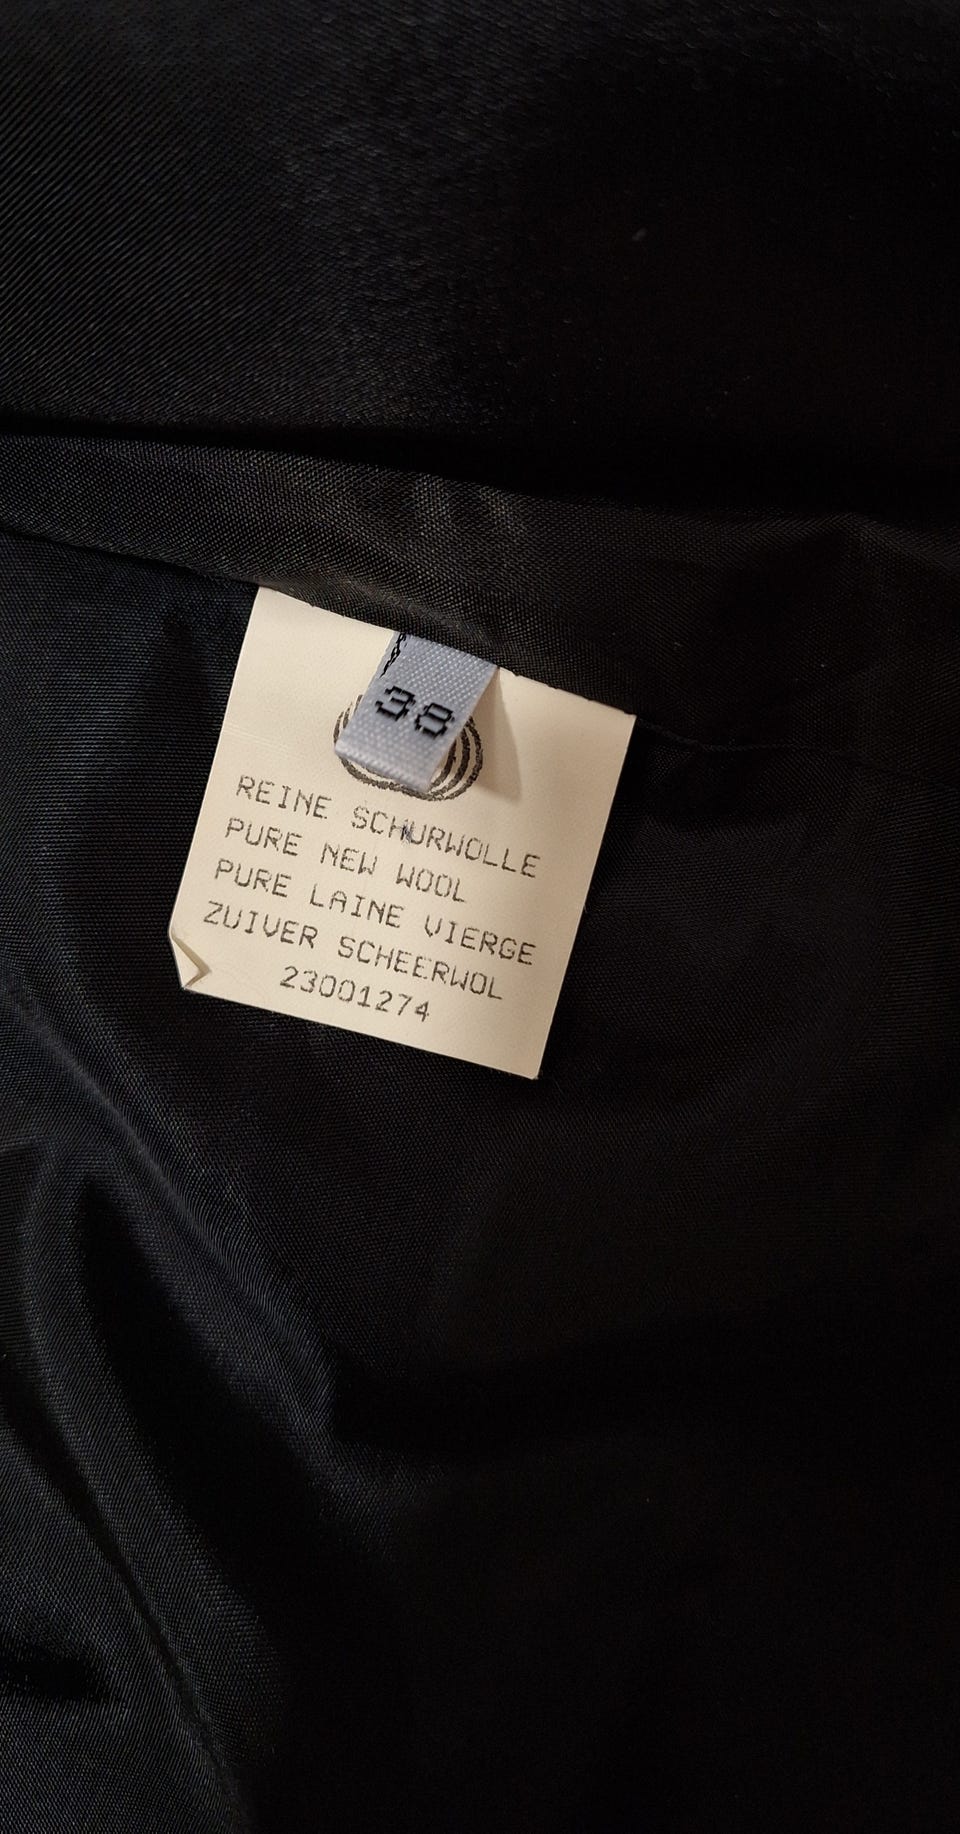 38
REINE SCHURWOLLE
PURE NEW WOOL
PURE LAINE VIERGE
ZUIVER SCHEERWOL
23001274